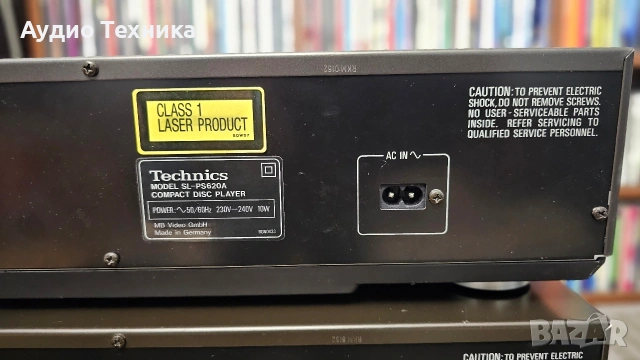 Аудио Техника
RKM0152
CAUTION: TO PREVENT ELECTRIC
SHOCK, DO NOT REMOVE SCREWS.
NO USER-SERVICEABLE PARTS
INSIDE. REFER SERVICING TO
QUALIFIED SERVICE PERSONNEL.
CLASS 1
LASER PRODUCT
Technics
MODEL SL-PS620A
COMPACT DISC PLAYER
POWER: ∿50/60Hz 230V–240V 10W
MB Video GmbH
Made in Germany
AC IN ∿
CAUTION: TO PREVENT ELECTRIC
BAZAR